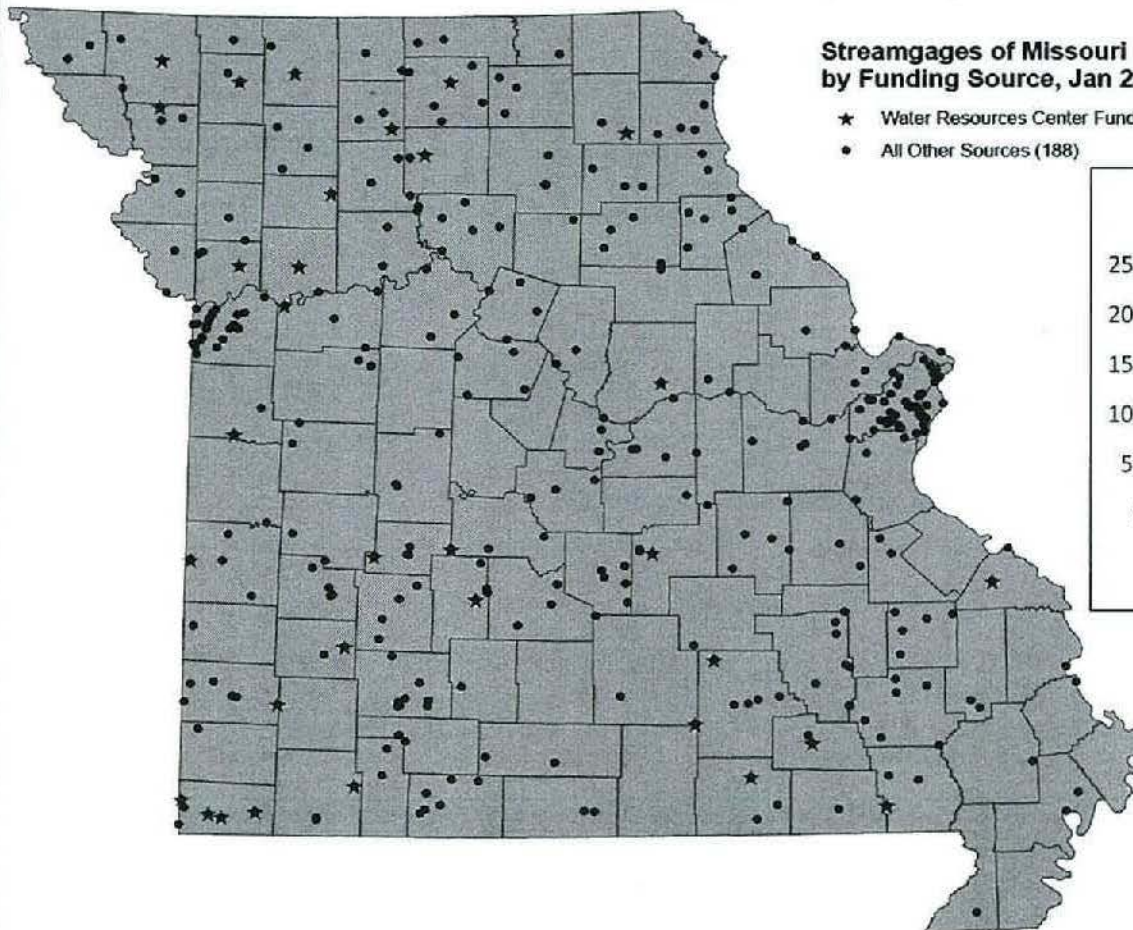 Streamgages of Missouri
by Funding Source, Jan 2
★ Water Resources Center Fund
● All Other Sources (188)
25
20
15
10
5